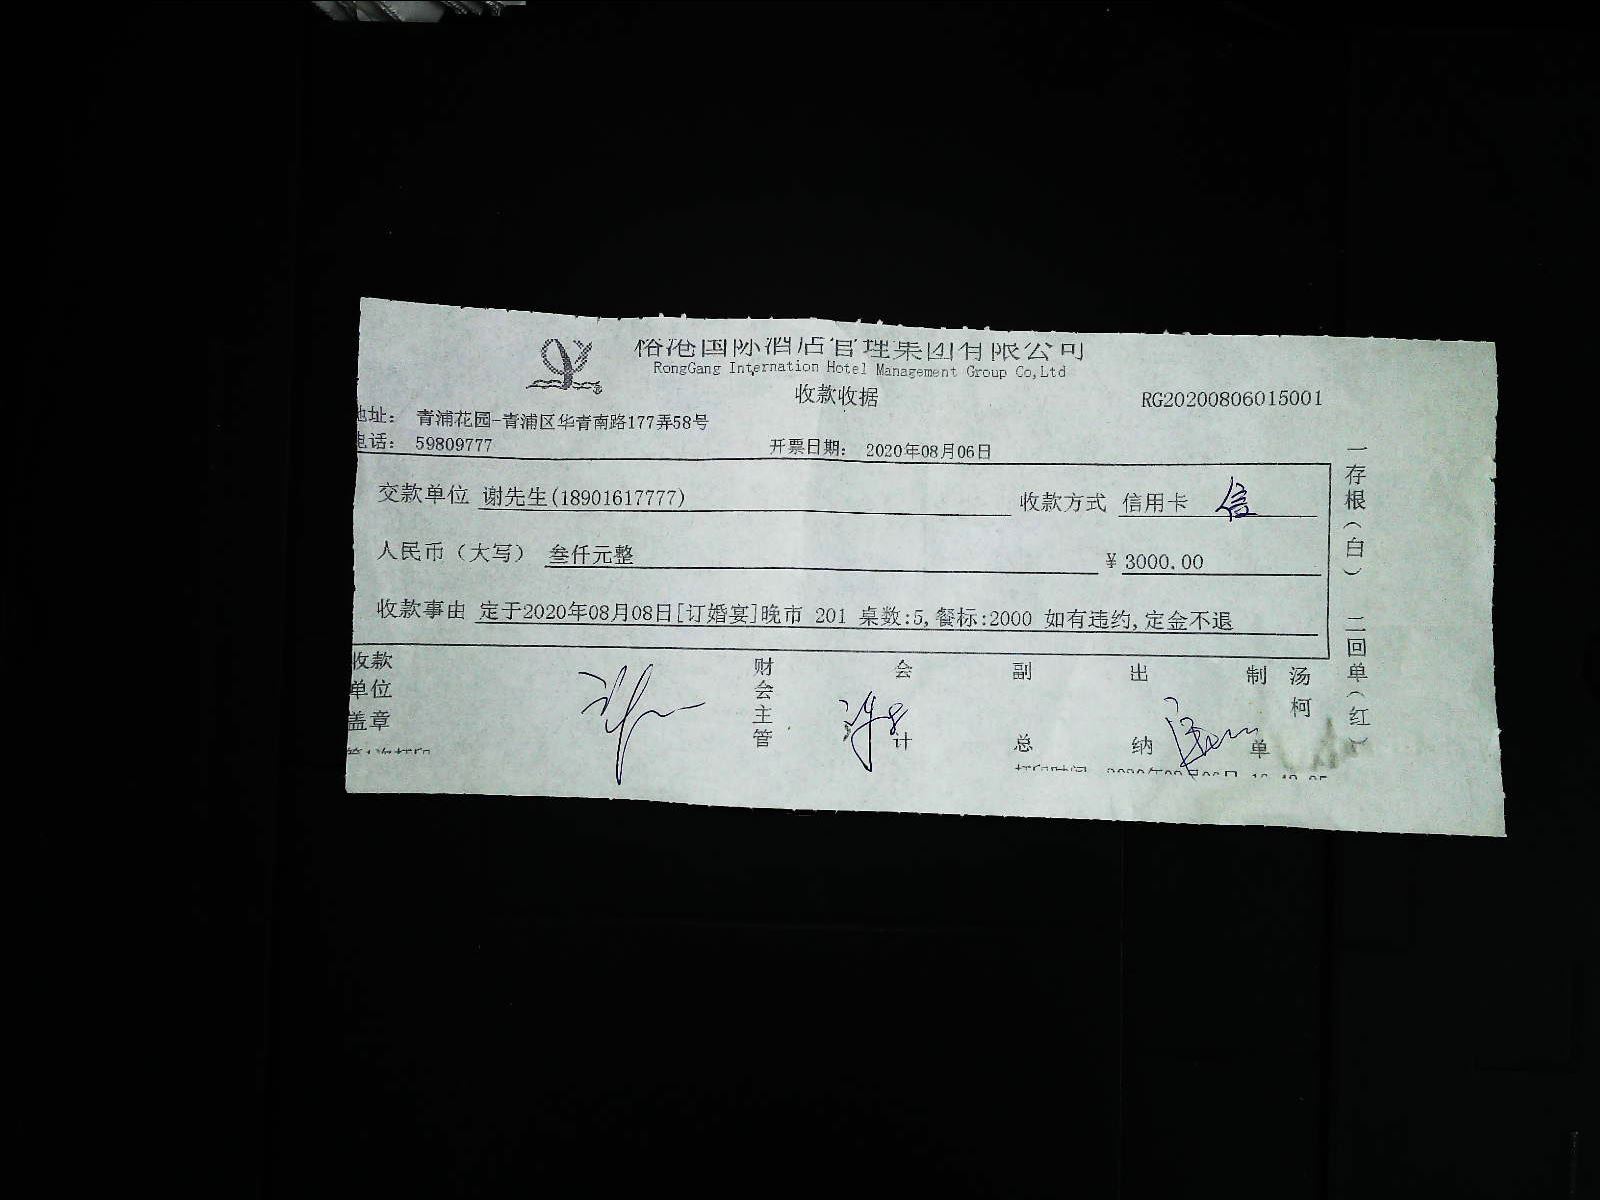 俗港国际酒店管理集团有限公司
RongGang Internation Hotel Management Group Co,Ltd
收款收据
RG20200806015001
地址： 青浦花园-青浦区华青南路177弄58号
电话： 59809777
开票日期： 2020年08月06日
交款单位 谢先生(18901617777) 收款方式 信用卡 信
人民币（大写） 叁仟元整 ¥ 3000.00
收款事由 定于2020年08月08日[订婚宴]晚市 201 桌数:5,餐标:2000 如有违约,定金不退
收款单位盖章 财会主管 会计 副总 出纳 制单 汤柯
一存根（白） 二回单（红）